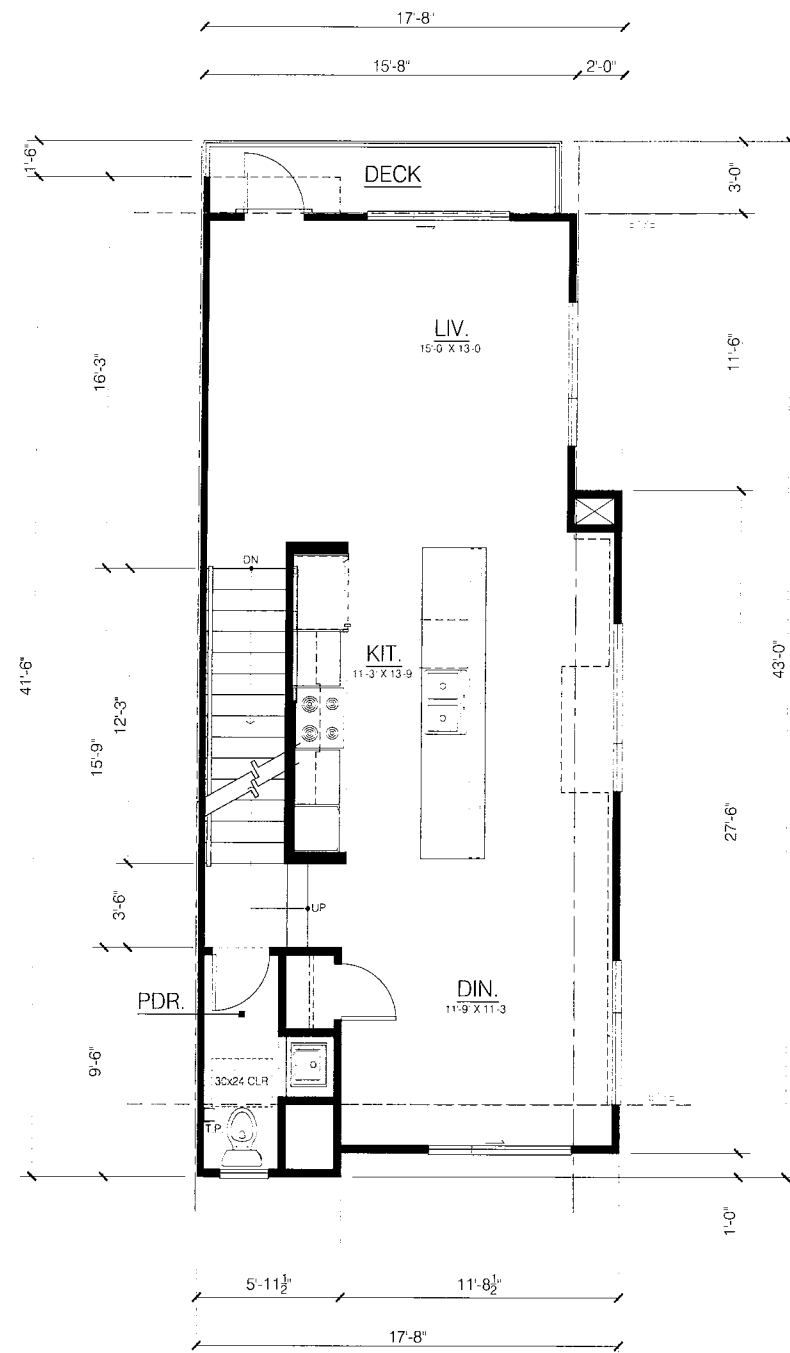 17'-8"
15'-8"
2'-0"
1'-6"
DECK
3'-0"
LIV.
15'-0 X 13-0
16'-3"
11'-6"
DN
KIT.
11'-3' X 13'-9
41'-6"
12'-3"
15'-9"
43'-0"
27'-6"
3'-6"
UP
PDR.
DIN.
11'-9' X 11'-3
9'-6"
30x24 CLR
T.P.
1'-0"
5'-11½"
11'-8½"
17'-8"